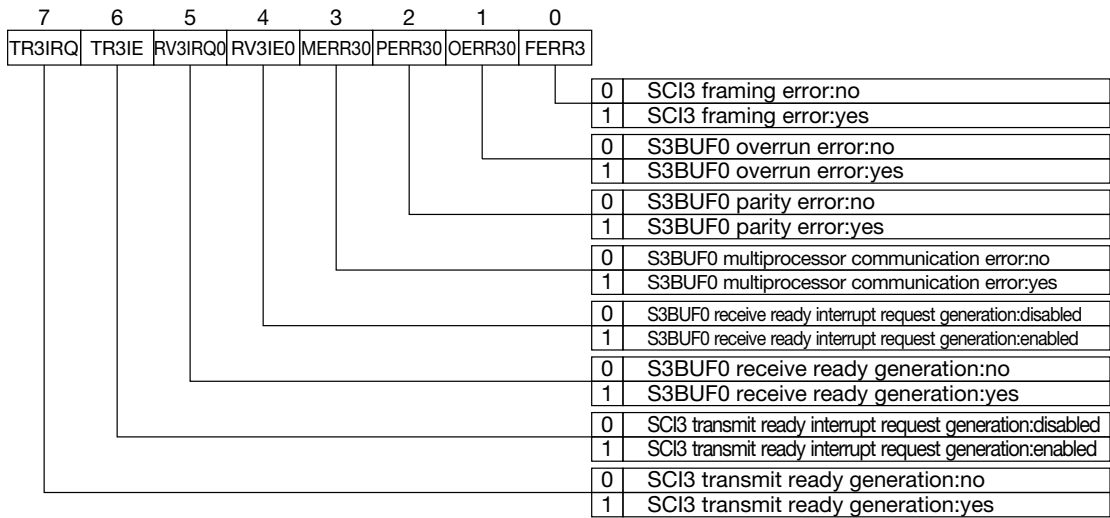 7 6 5 4 3 2 1 0
TR3IRQ TR3IE RV3IRQ0 RV3IE0 MERR30 PERR30 OERR30 FERR3
0 SCI3 framing error:no
1 SCI3 framing error:yes
0 S3BUF0 overrun error:no
1 S3BUF0 overrun error:yes
0 S3BUF0 parity error:no
1 S3BUF0 parity error:yes
0 S3BUF0 multiprocessor communication error:no
1 S3BUF0 multiprocessor communication error:yes
0 S3BUF0 receive ready interrupt request generation:disabled
1 S3BUF0 receive ready interrupt request generation:enabled
0 S3BUF0 receive ready generation:no
1 S3BUF0 receive ready generation:yes
0 SCI3 transmit ready interrupt request generation:disabled
1 SCI3 transmit ready interrupt request generation:enabled
0 SCI3 transmit ready generation:no
1 SCI3 transmit ready generation:yes